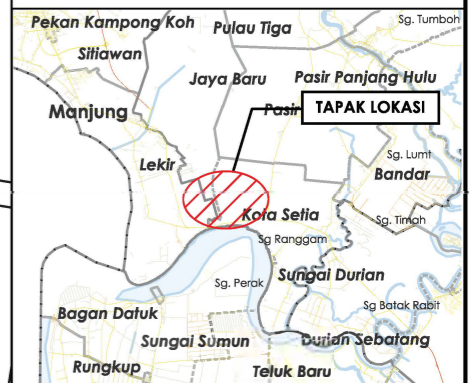 Pekan Kampong Koh
Pulau Tiga
Sg. Tumboh
Sitiawan
Jaya Baru
Pasir Panjang Hulu
Manjung
Pasir
TAPAK LOKASI
Lekir
Sg. Lumt
Bandar
Kota Setia
Sg. Timah
Sg Ranggam
Sg. Perak
Sungai Durian
Bagan Datuk
Sg Batak Rabit
Sungai Sumun
Durian Sebatang
Rungkup
Teluk Baru